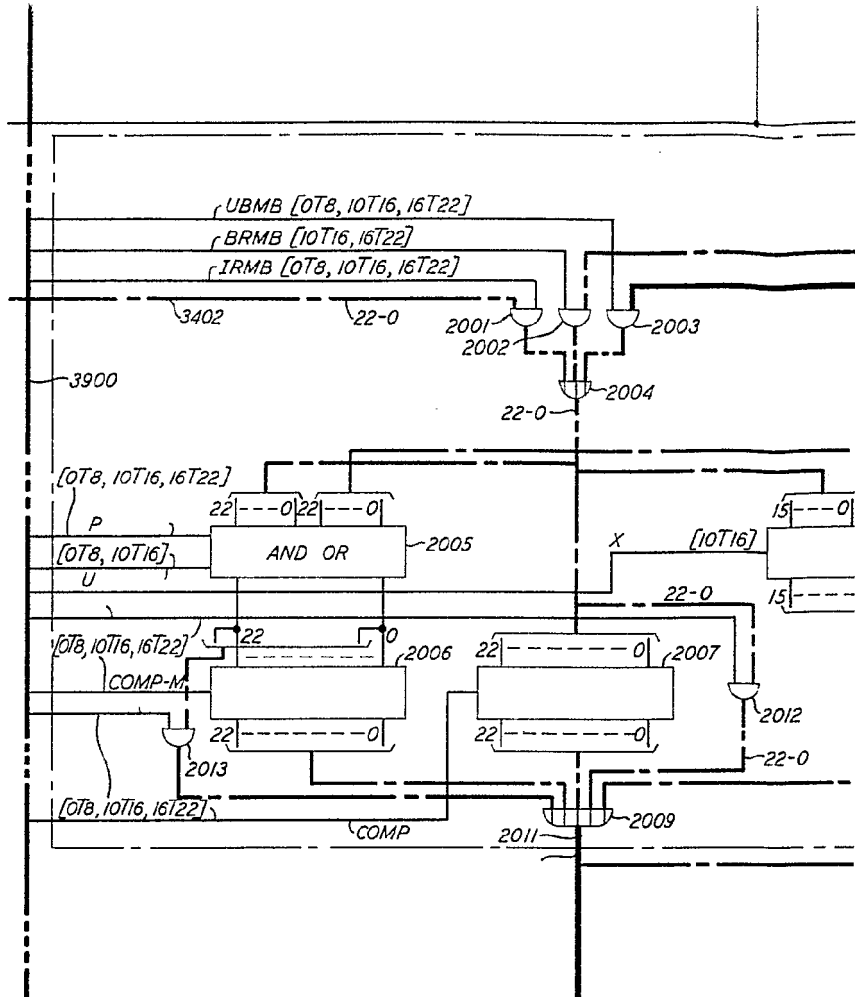 UBMB [0T8, 10T16, 16T22]
BRMB [10T16, 16T22]
IRMB [0T8, 10T16, 16T22]
3402
22-0
2001
2002
2003
2004
22-0
3900
[0T8, 10T16, 16T22]
22 ---0 22 ---0
15 ---0
P
AND OR
2005
X
[10T16]
[0T8, 10T16]
U
15
22-0
22
0
[0T8, 10T16, 16T22]
2006
22 ---------0
2007
COMP-M
2012
2013
22 ---------0
22 ---------0
22-0
[0T8, 10T16, 16T22]
COMP
2011
2009